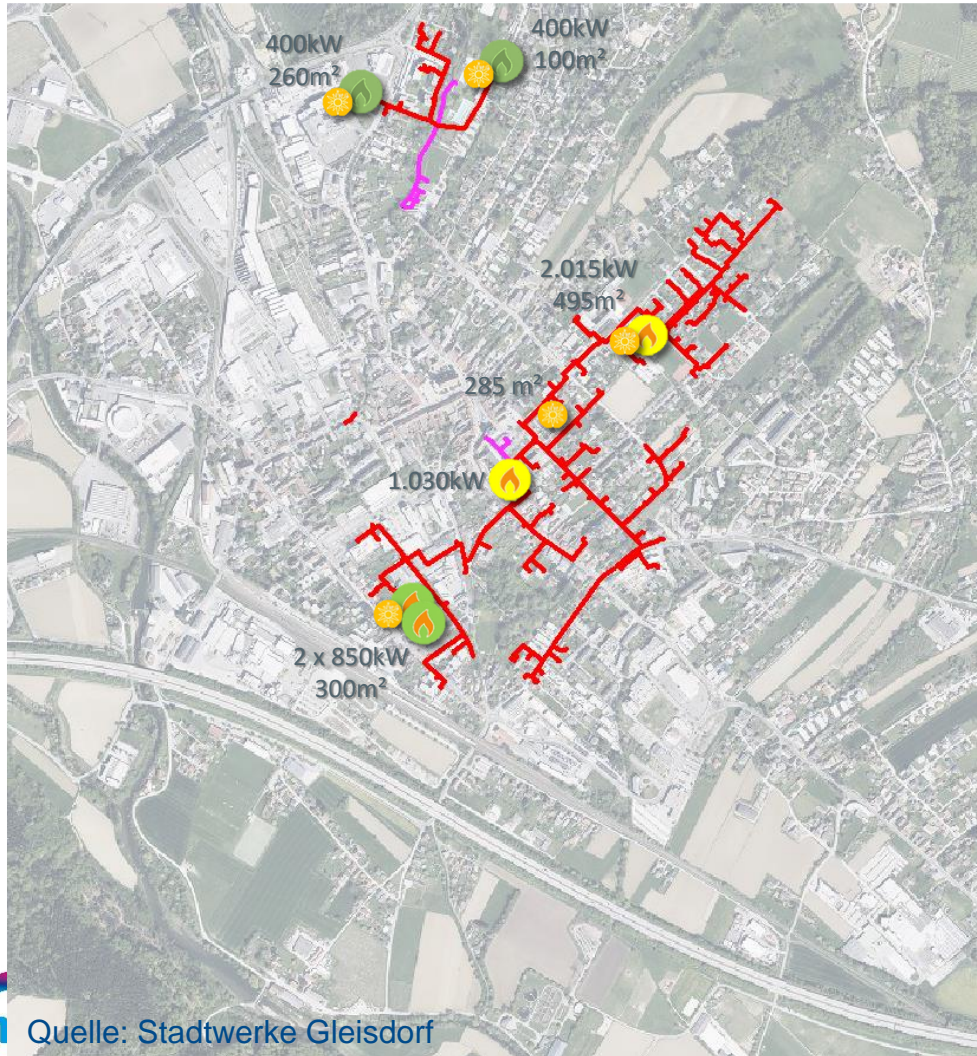 400kW
260m²
400kW
100m²
2.015kW
495m²
285 m²
1.030kW
2 x 850kW
300m²
Quelle: Stadtwerke Gleisdorf